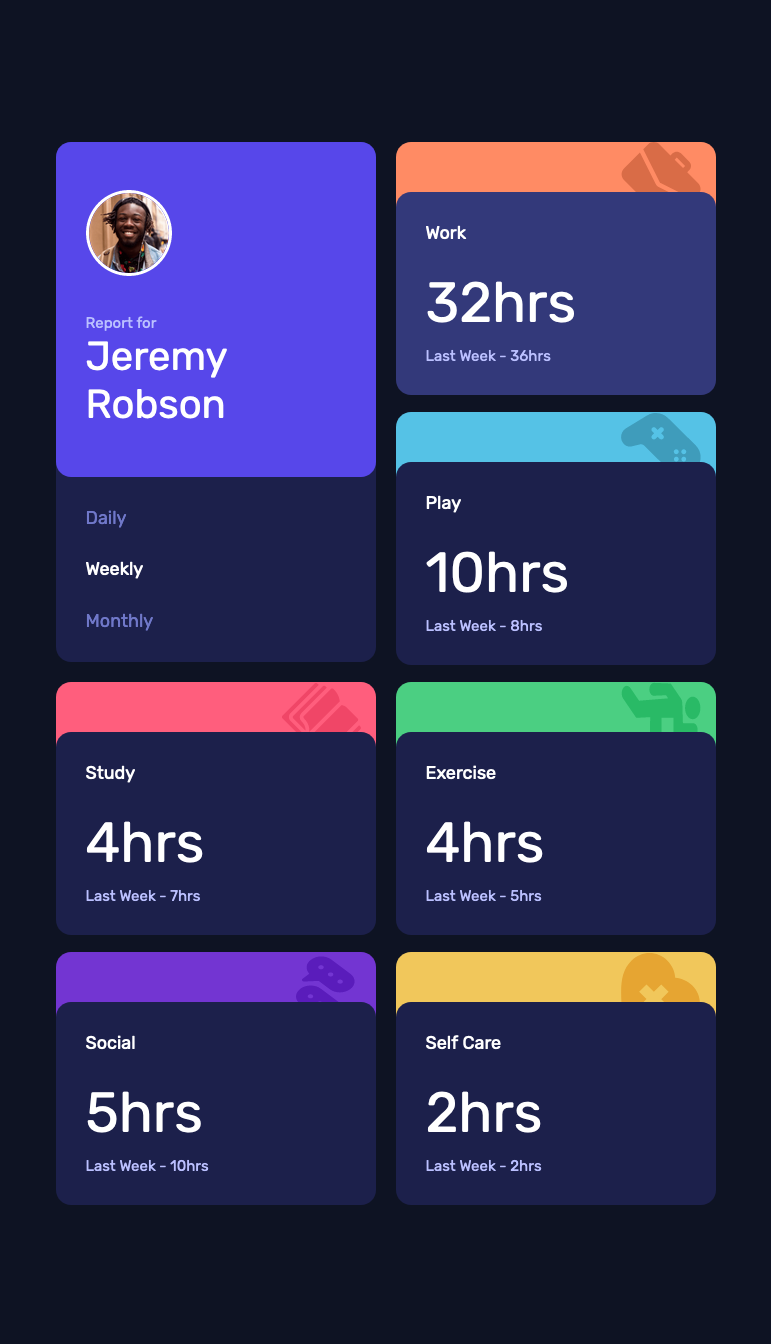 Report for
Jeremy
Robson
Daily
Weekly
Monthly
Work
32hrs
Last Week - 36hrs
Play
10hrs
Last Week - 8hrs
Study
4hrs
Last Week - 7hrs
Exercise
4hrs
Last Week - 5hrs
Social
5hrs
Last Week - 10hrs
Self Care
2hrs
Last Week - 2hrs